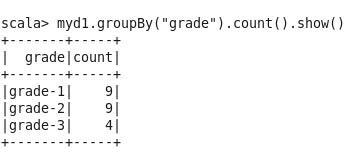 scala> myd1.groupBy("grade").count().show()
+-------+-----+
|  grade|count|
+-------+-----+
|grade-1|    9|
|grade-2|    9|
|grade-3|    4|
+-------+-----+